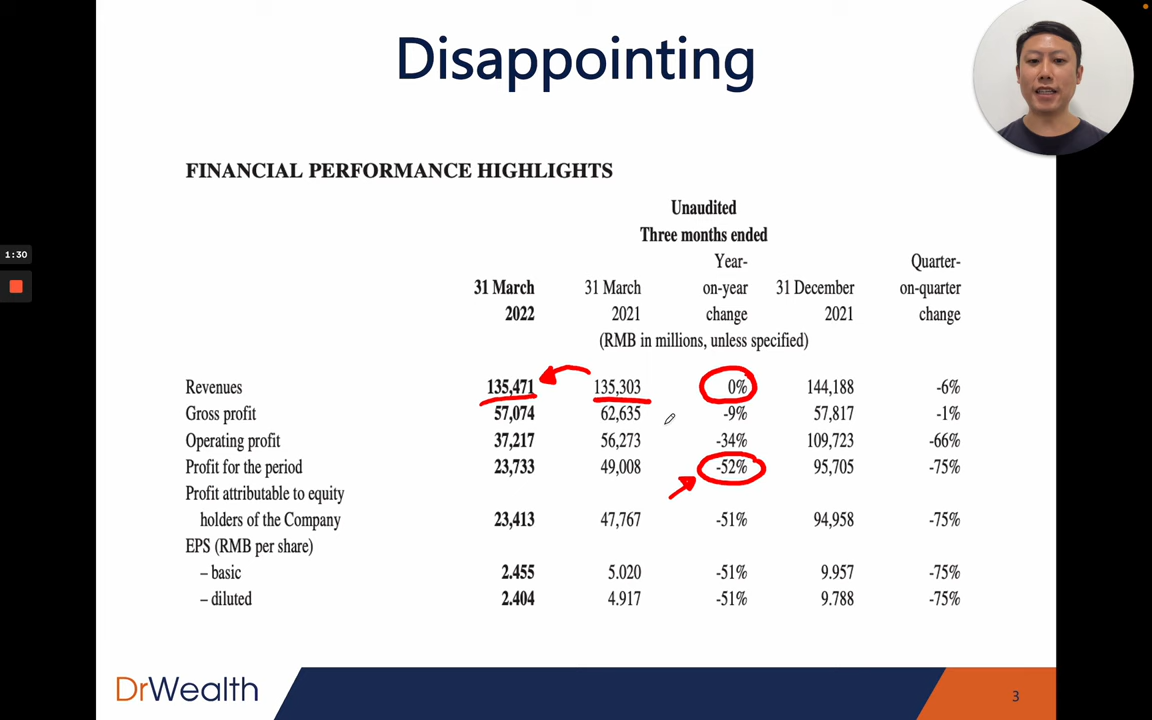 Disappointing
1:30
FINANCIAL PERFORMANCE HIGHLIGHTS
Unaudited
Three months ended
Year- Quarter-
31 March 31 March on-year 31 December on-quarter
2022 2021 change 2021 change
(RMB in millions, unless specified)
Revenues 135,471 135,303 0% 144,188 -6%
Gross profit 57,074 62,635 -9% 57,817 -1%
Operating profit 37,217 56,273 -34% 109,723 -66%
Profit for the period 23,733 49,008 -52% 95,705 -75%
Profit attributable to equity
holders of the Company 23,413 47,767 -51% 94,958 -75%
EPS (RMB per share)
– basic 2.455 5.020 -51% 9.957 -75%
– diluted 2.404 4.917 -51% 9.788 -75%
DrWealth
3